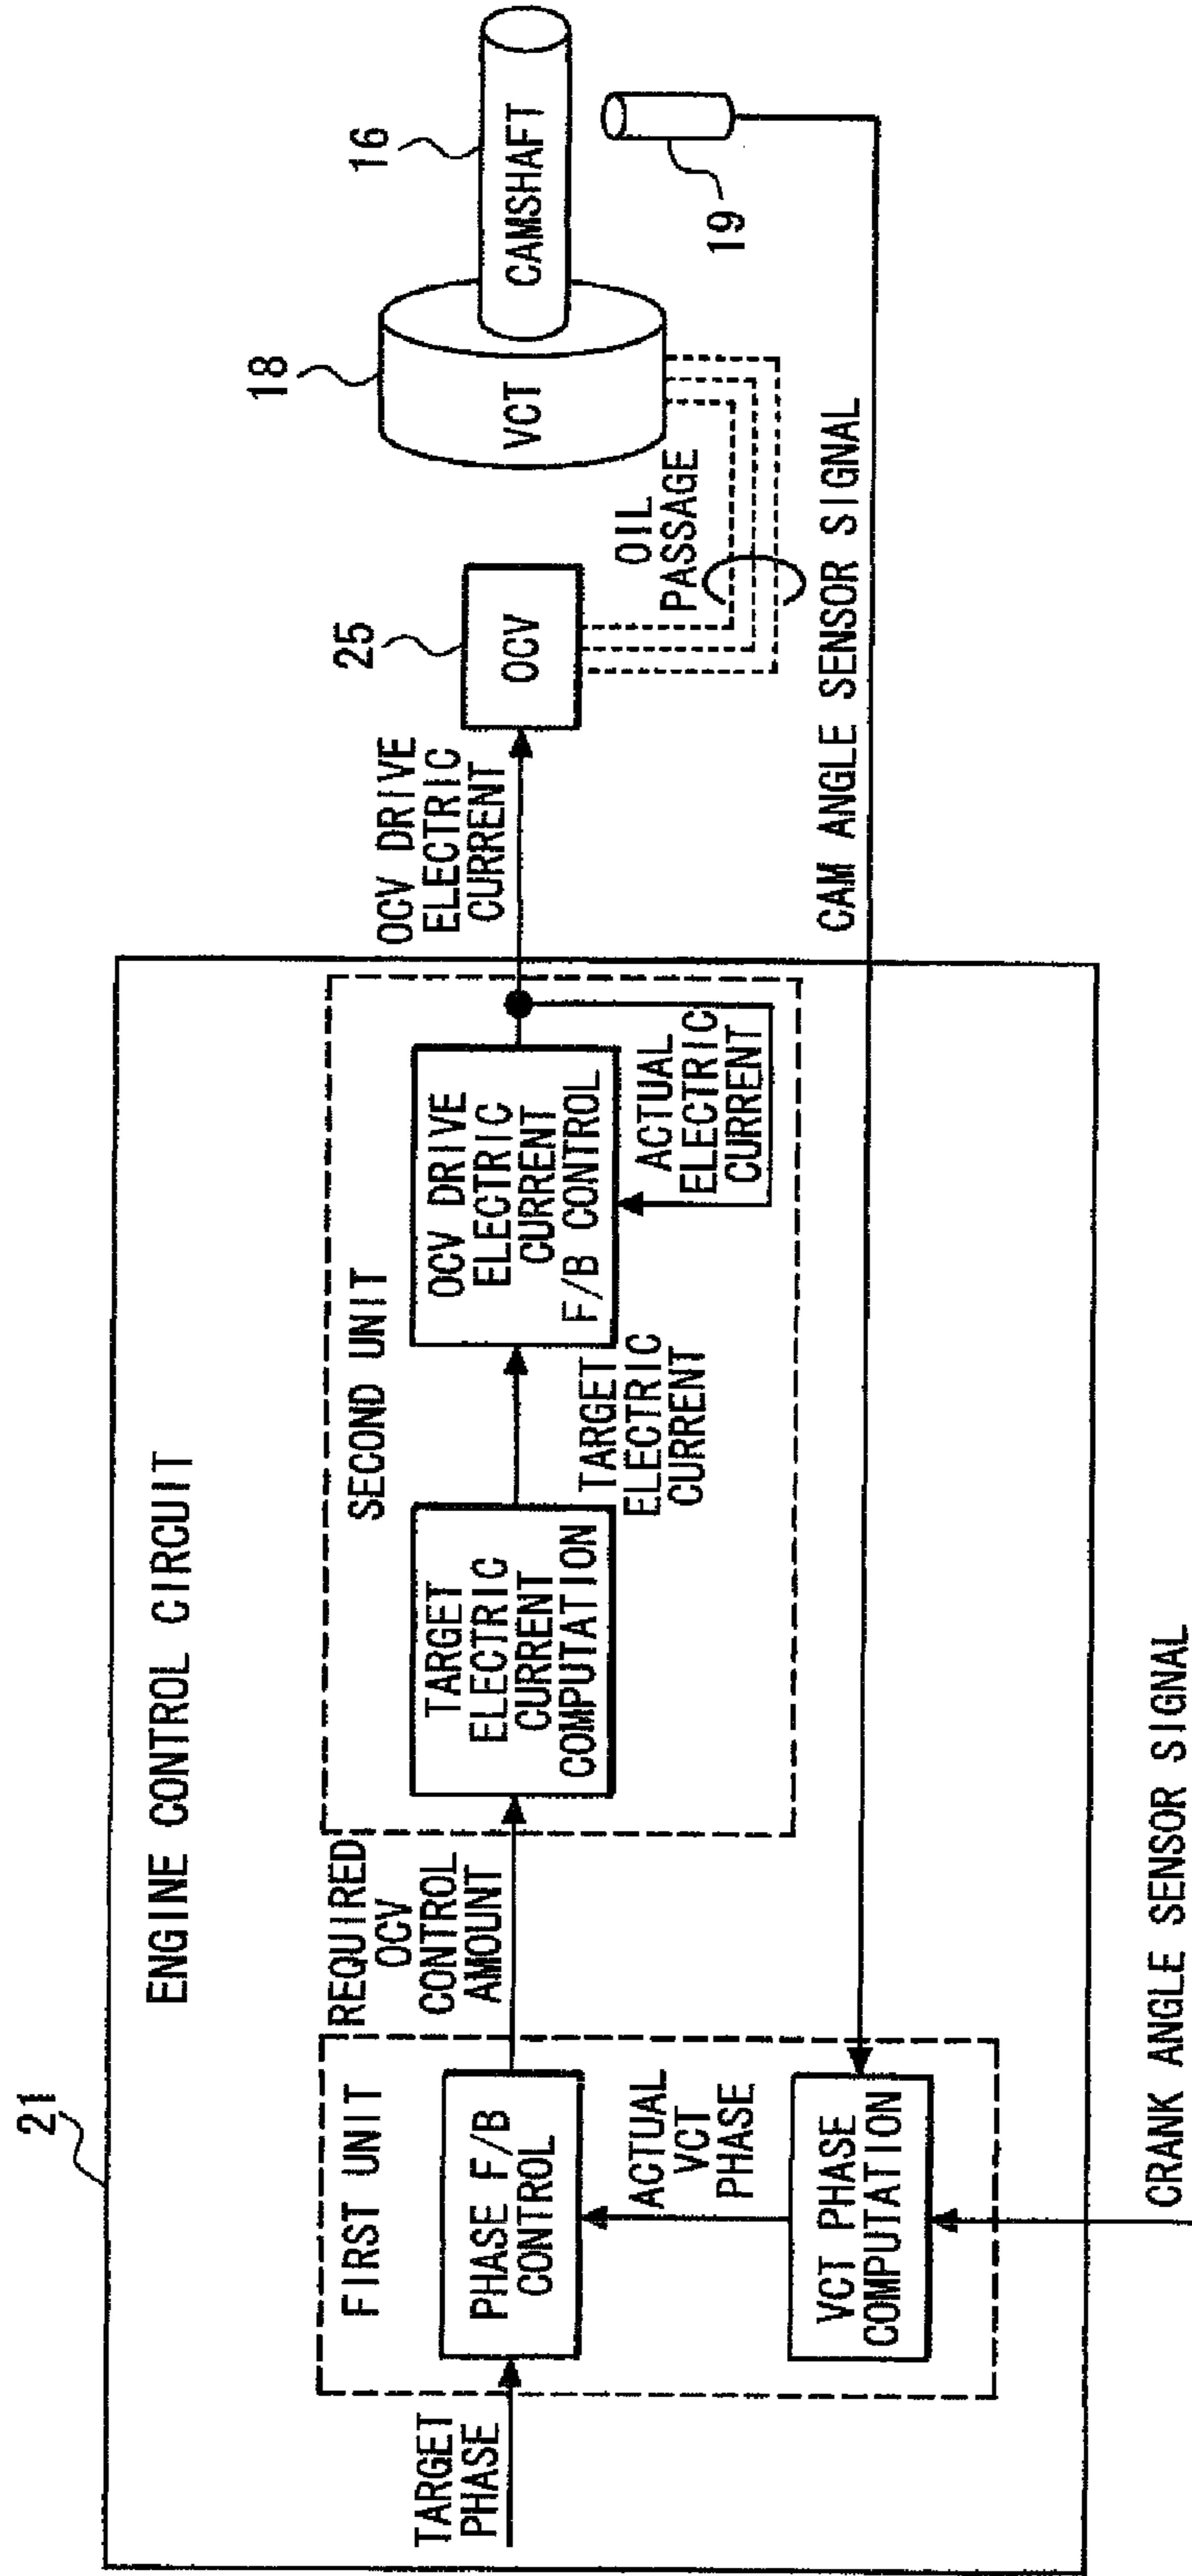 21
ENGINE CONTROL CIRCUIT
FIRST UNIT
TARGET
PHASE
PHASE F/B
CONTROL
ACTUAL
VCT
PHASE
VCT PHASE
COMPUTATION
CRANK ANGLE SENSOR SIGNAL
REQUIRED
OCV
CONTROL
AMOUNT
SECOND UNIT
TARGET
ELECTRIC
CURRENT
COMPUTATION
TARGET
ELECTRIC
CURRENT
OCV DRIVE
ELECTRIC
CURRENT
F/B CONTROL
ACTUAL
ELECTRIC
CURRENT
OCV DRIVE
ELECTRIC
CURRENT
25
OCV
OIL
PASSAGE
18
VCT
16
CAMSHAFT
19
CAM ANGLE SENSOR SIGNAL